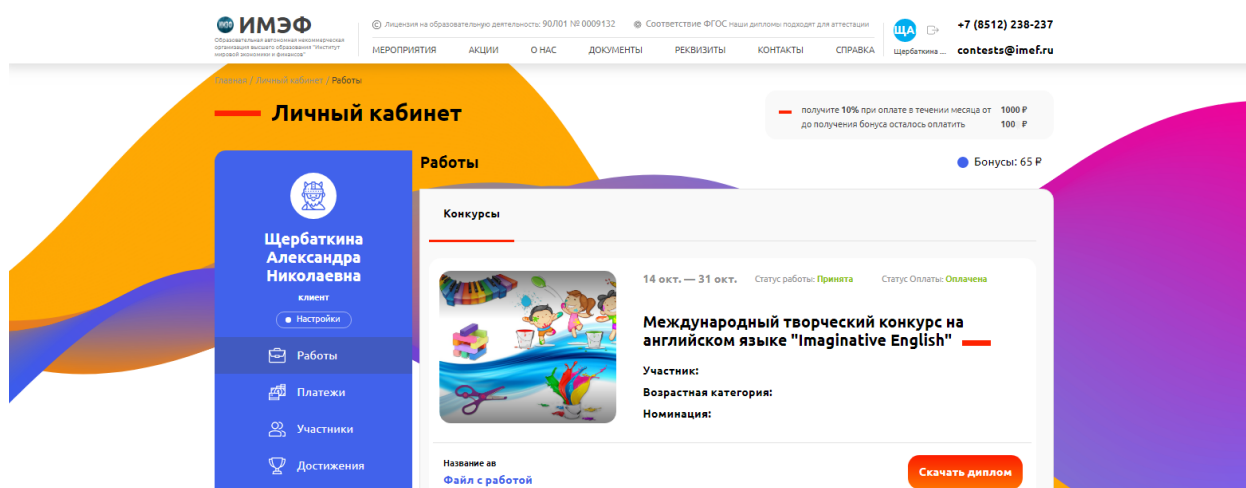 ИМЭФ
Образовательная автономная некоммерческая
организация высшего образования "Институт
мировой экономики и финансов"
© Лицензия на образовательную деятельность: 90Л01 № 0009132
Соответствие ФГОС Наши дипломы подходят для аттестации
МЕРОПРИЯТИЯ АКЦИИ О НАС ДОКУМЕНТЫ РЕКВИЗИТЫ КОНТАКТЫ СПРАВКА
ЩА
Щербаткина ...
+7 (8512) 238-237
contests@imef.ru
Главная / Личный кабинет / Работы
Личный кабинет
получите 10% при оплате в течении месяца от 1000 ₽
до получения бонуса осталось оплатить 100 ₽
Работы
Бонусы: 65 ₽
Щербаткина
Александра
Николаевна
клиент
Настройки
Работы
Платежи
Участники
Достижения
Конкурсы
14 окт. — 31 окт. Статус работы: Принята Статус Оплаты: Оплачена
Международный творческий конкурс на
английском языке "Imaginative English"
Участник:
Возрастная категория:
Номинация:
Название ав
Файл с работой
Скачать диплом